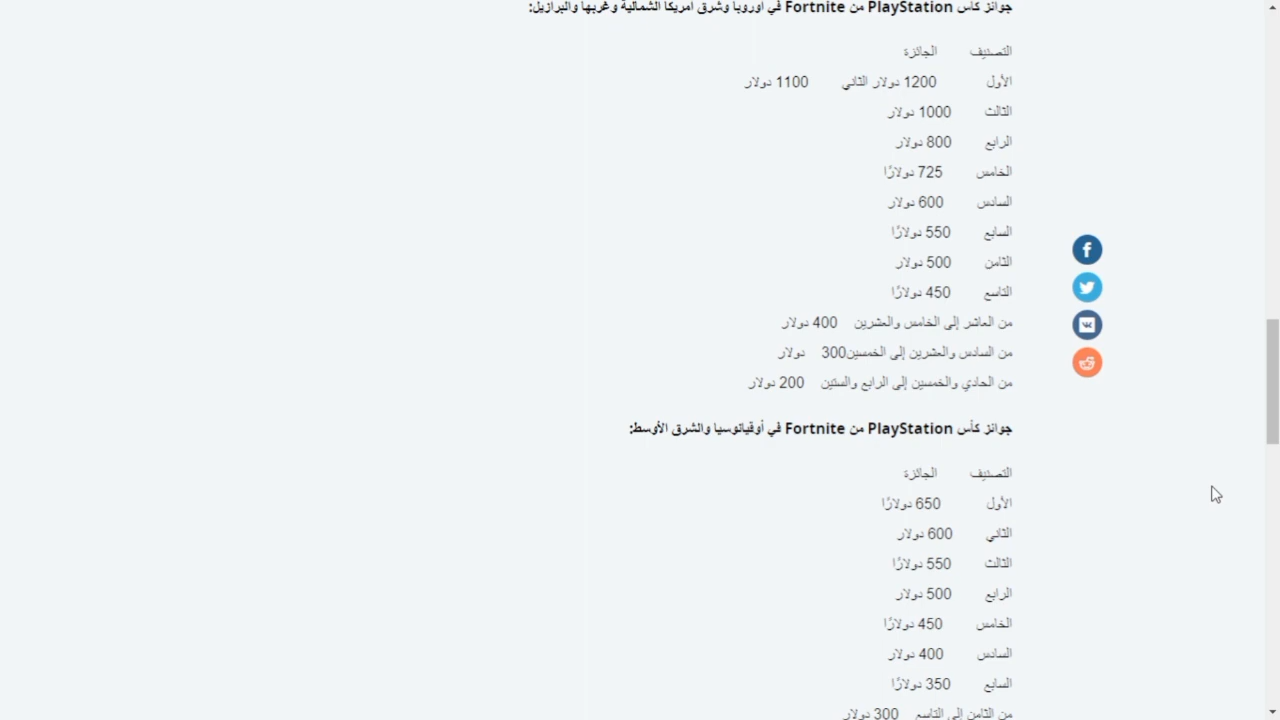 جوائز كأس PlayStation من Fortnite في أوروبا وشرق أمريكا الشمالية وغربها والبرازيل:
التصنيف الجائزة
الأول 1200 دولار الثاني 1100 دولار
الثالث 1000 دولار
الرابع 800 دولار
الخامس 725 دولارًا
السادس 600 دولار
السابع 550 دولارًا
الثامن 500 دولار
التاسع 450 دولارًا
من العاشر إلى الخامس والعشرين 400 دولار
من السادس والعشرين إلى الخمسين300 دولار
من الحادي والخمسين إلى الرابع والستين 200 دولار
جوائز كأس PlayStation من Fortnite في أوقيانوسيا والشرق الأوسط:
التصنيف الجائزة
الأول 650 دولارًا
الثاني 600 دولار
الثالث 550 دولارًا
الرابع 500 دولار
الخامس 450 دولارًا
السادس 400 دولار
السابع 350 دولارًا
من الثامن إلى التاسع 300 دولار